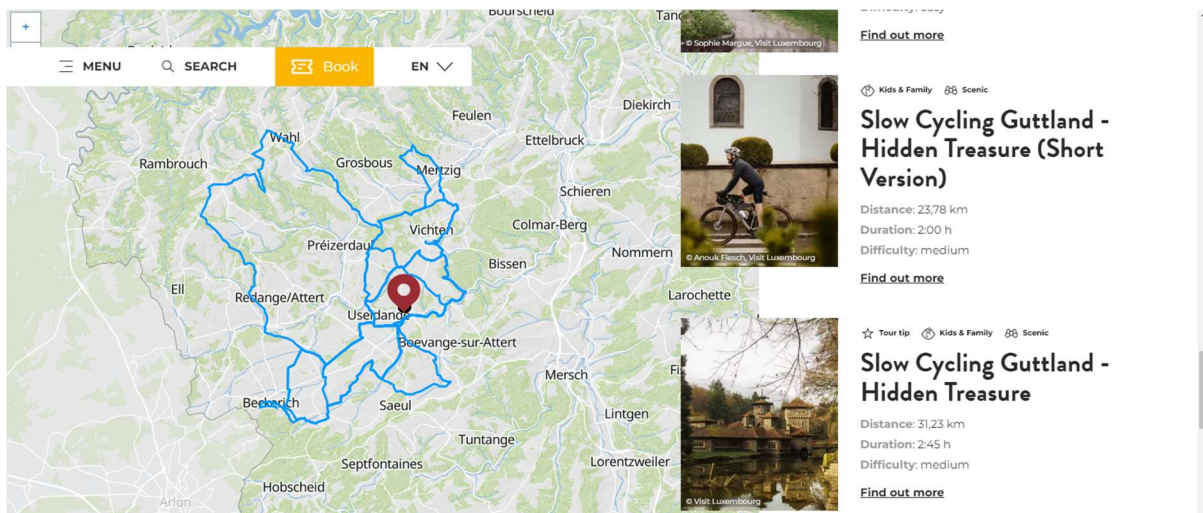 Bourscheid
© Sophie Margue, Visit Luxembourg
Find out more
MENU
SEARCH
Book
EN
Kids & Family
Scenic
Slow Cycling Guttland -
Hidden Treasure (Short
Version)
Distance: 23,78 km
Duration: 2:00 h
Difficulty: medium
Find out more
© Anouk Flesch, Visit Luxembourg
Tour tip
Kids & Family
Scenic
Slow Cycling Guttland -
Hidden Treasure
Distance: 31,23 km
Duration: 2:45 h
Difficulty: medium
Find out more
© Visit Luxembourg
Diekirch
Feulen
Ettelbruck
Wahl
Rambrouch
Grosbous
Mertzig
Schieren
Colmar-Berg
Vichten
Préizerdaul
Nommern
Bissen
Ell
Redange/Attert
Larochette
Useldange
Boevange-sur-Attert
Mersch
Beckerich
Saeul
Lintgen
Tuntange
Septfontaines
Lorentzweiler
Hobscheid
Arlon